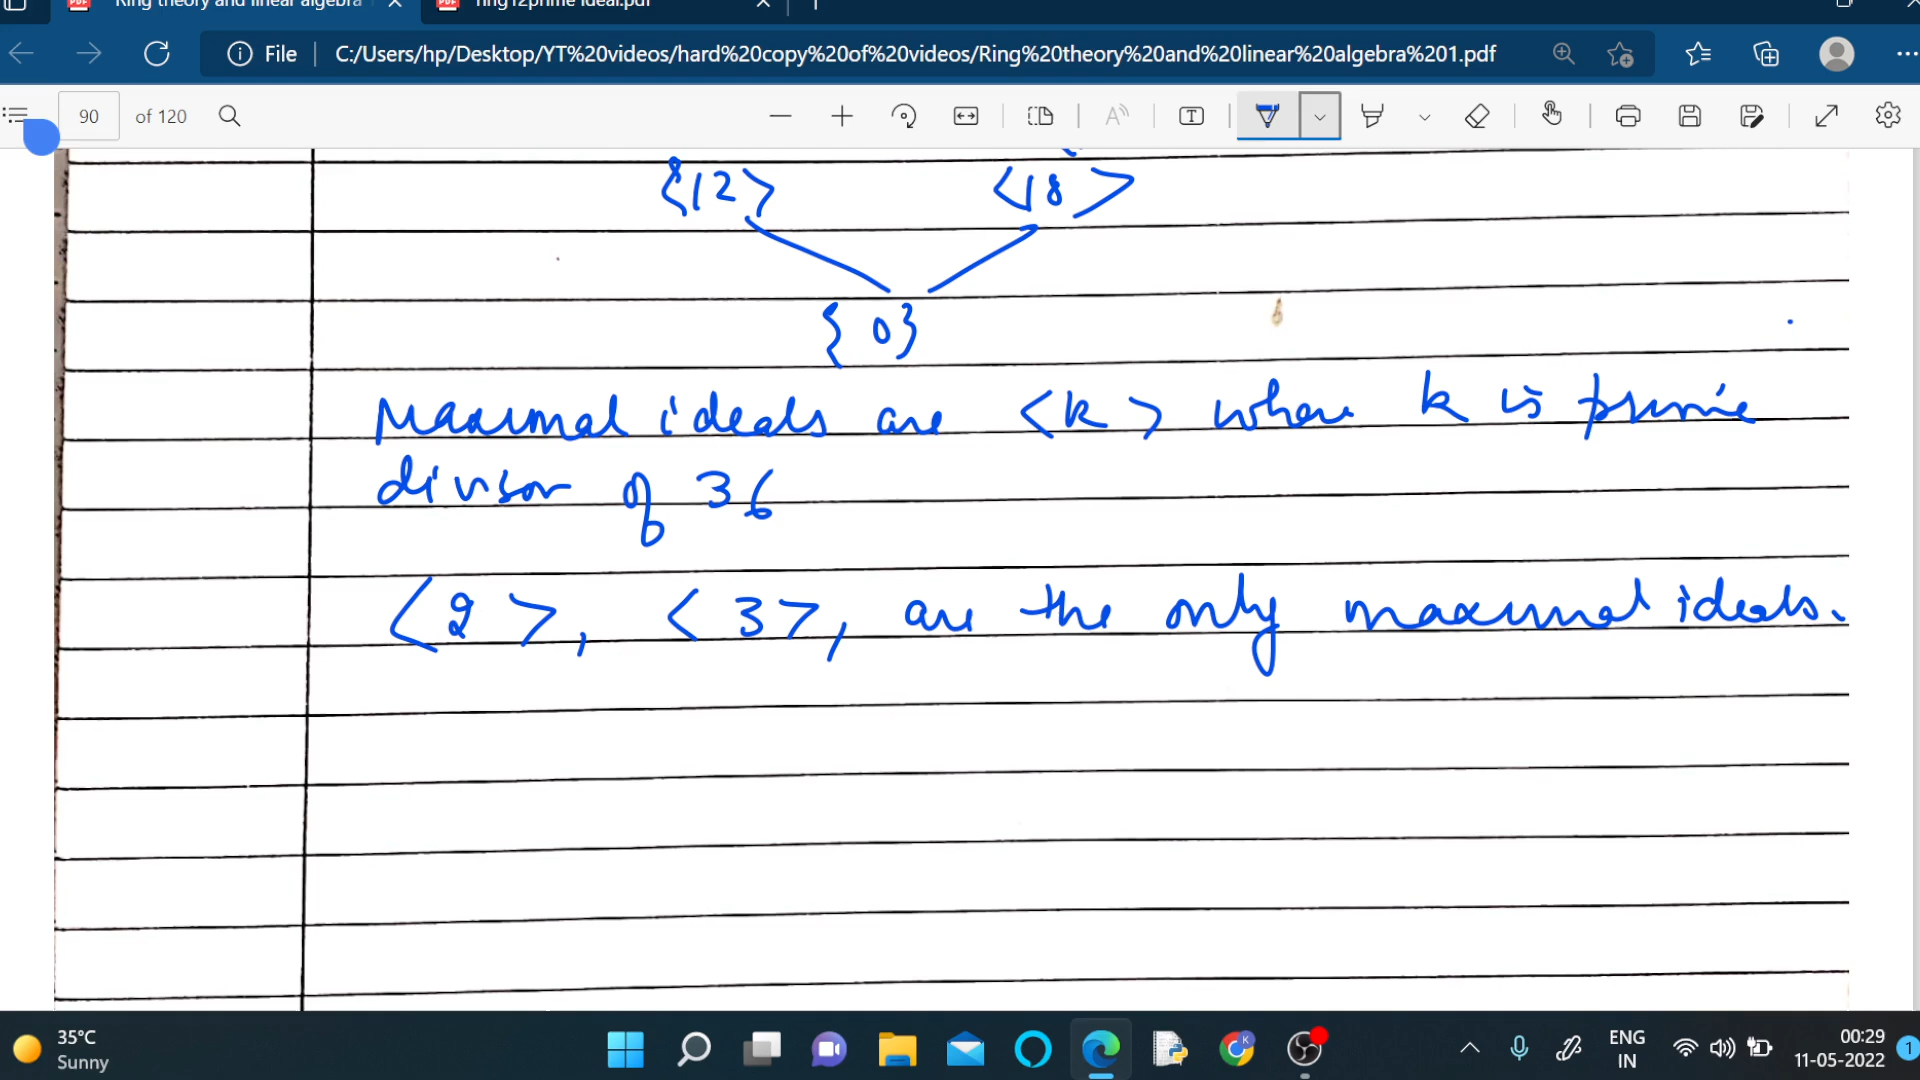 Ring theory and linear algebra
ring12prime ideal.pdf
File
C:/Users/hp/Desktop/YT%20videos/hard%20copy%20of%20videos/Ring%20theory%20and%20linear%20algebra%201.pdf
90 of 120
<12> <18>
{0}
Maximal ideals are <k> where k is prime
divisor of 36
<2>, <3>, are the only maximal ideals.
35°C
Sunny
ENG
IN
00:29
11-05-2022
1